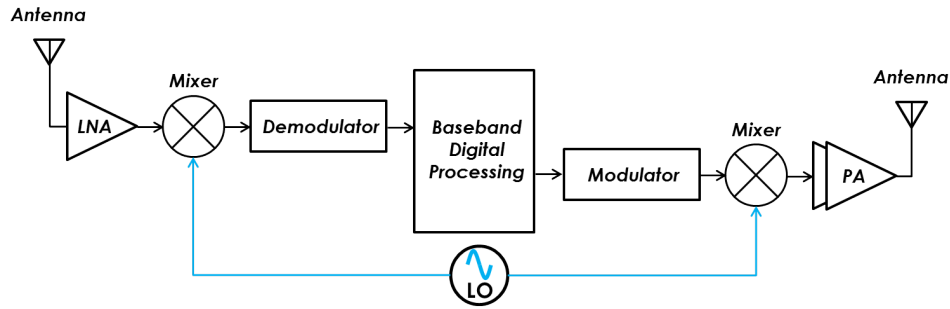 Antenna
LNA
Mixer
Demodulator
Baseband
Digital
Processing
Modulator
Mixer
PA
Antenna
LO